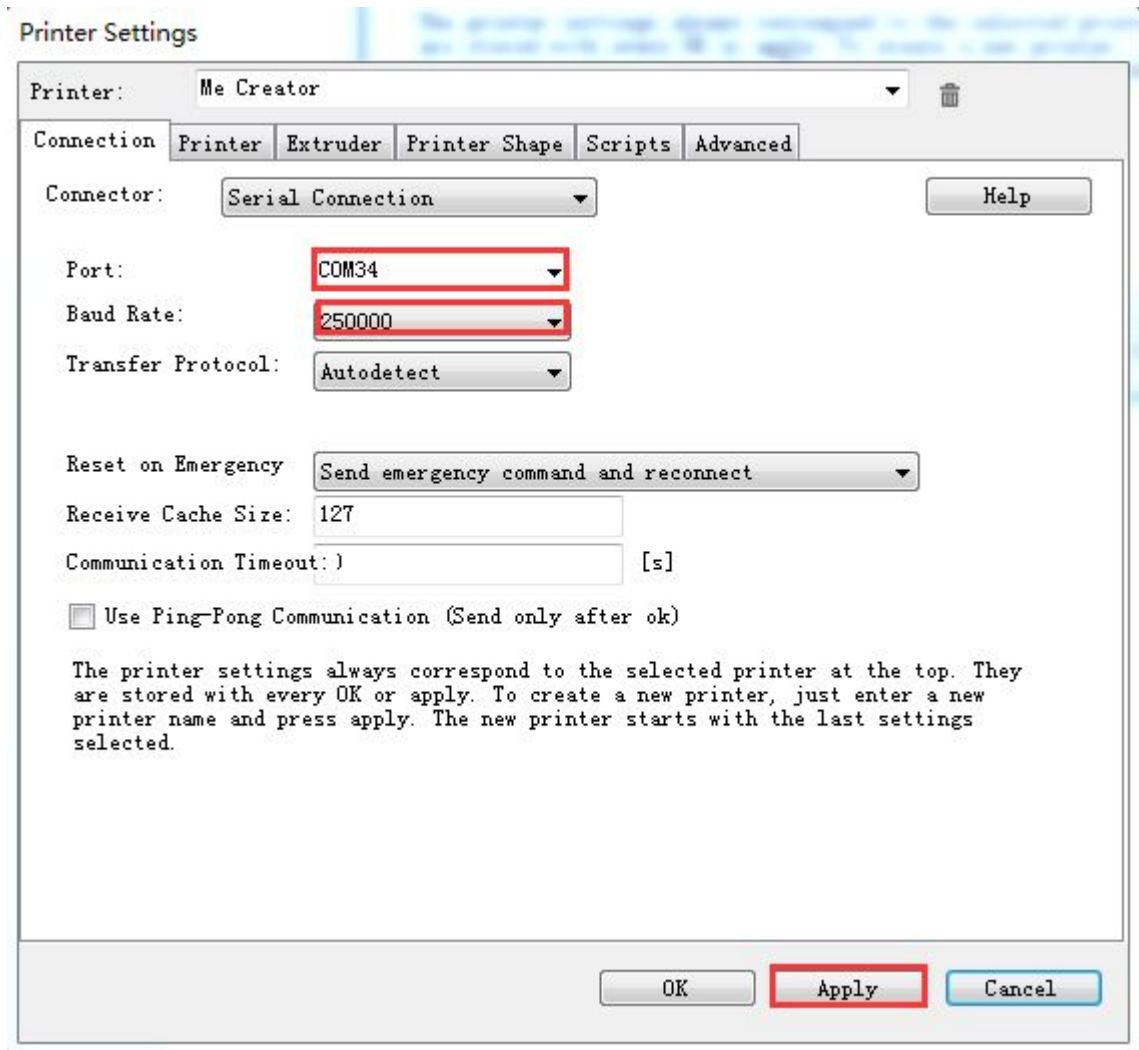 Printer Settings
Printer: Me Creator
Connection Printer Extruder Printer Shape Scripts Advanced
Connector: Serial Connection Help
Port: COM34
Baud Rate: 250000
Transfer Protocol: Autodetect
Reset on Emergency Send emergency command and reconnect
Receive Cache Size: 127
Communication Timeout:) [s]
Use Ping-Pong Communication (Send only after ok)
The printer settings always correspond to the selected printer at the top. They
are stored with every OK or apply. To create a new printer, just enter a new
printer name and press apply. The new printer starts with the last settings
selected.
OK Apply Cancel